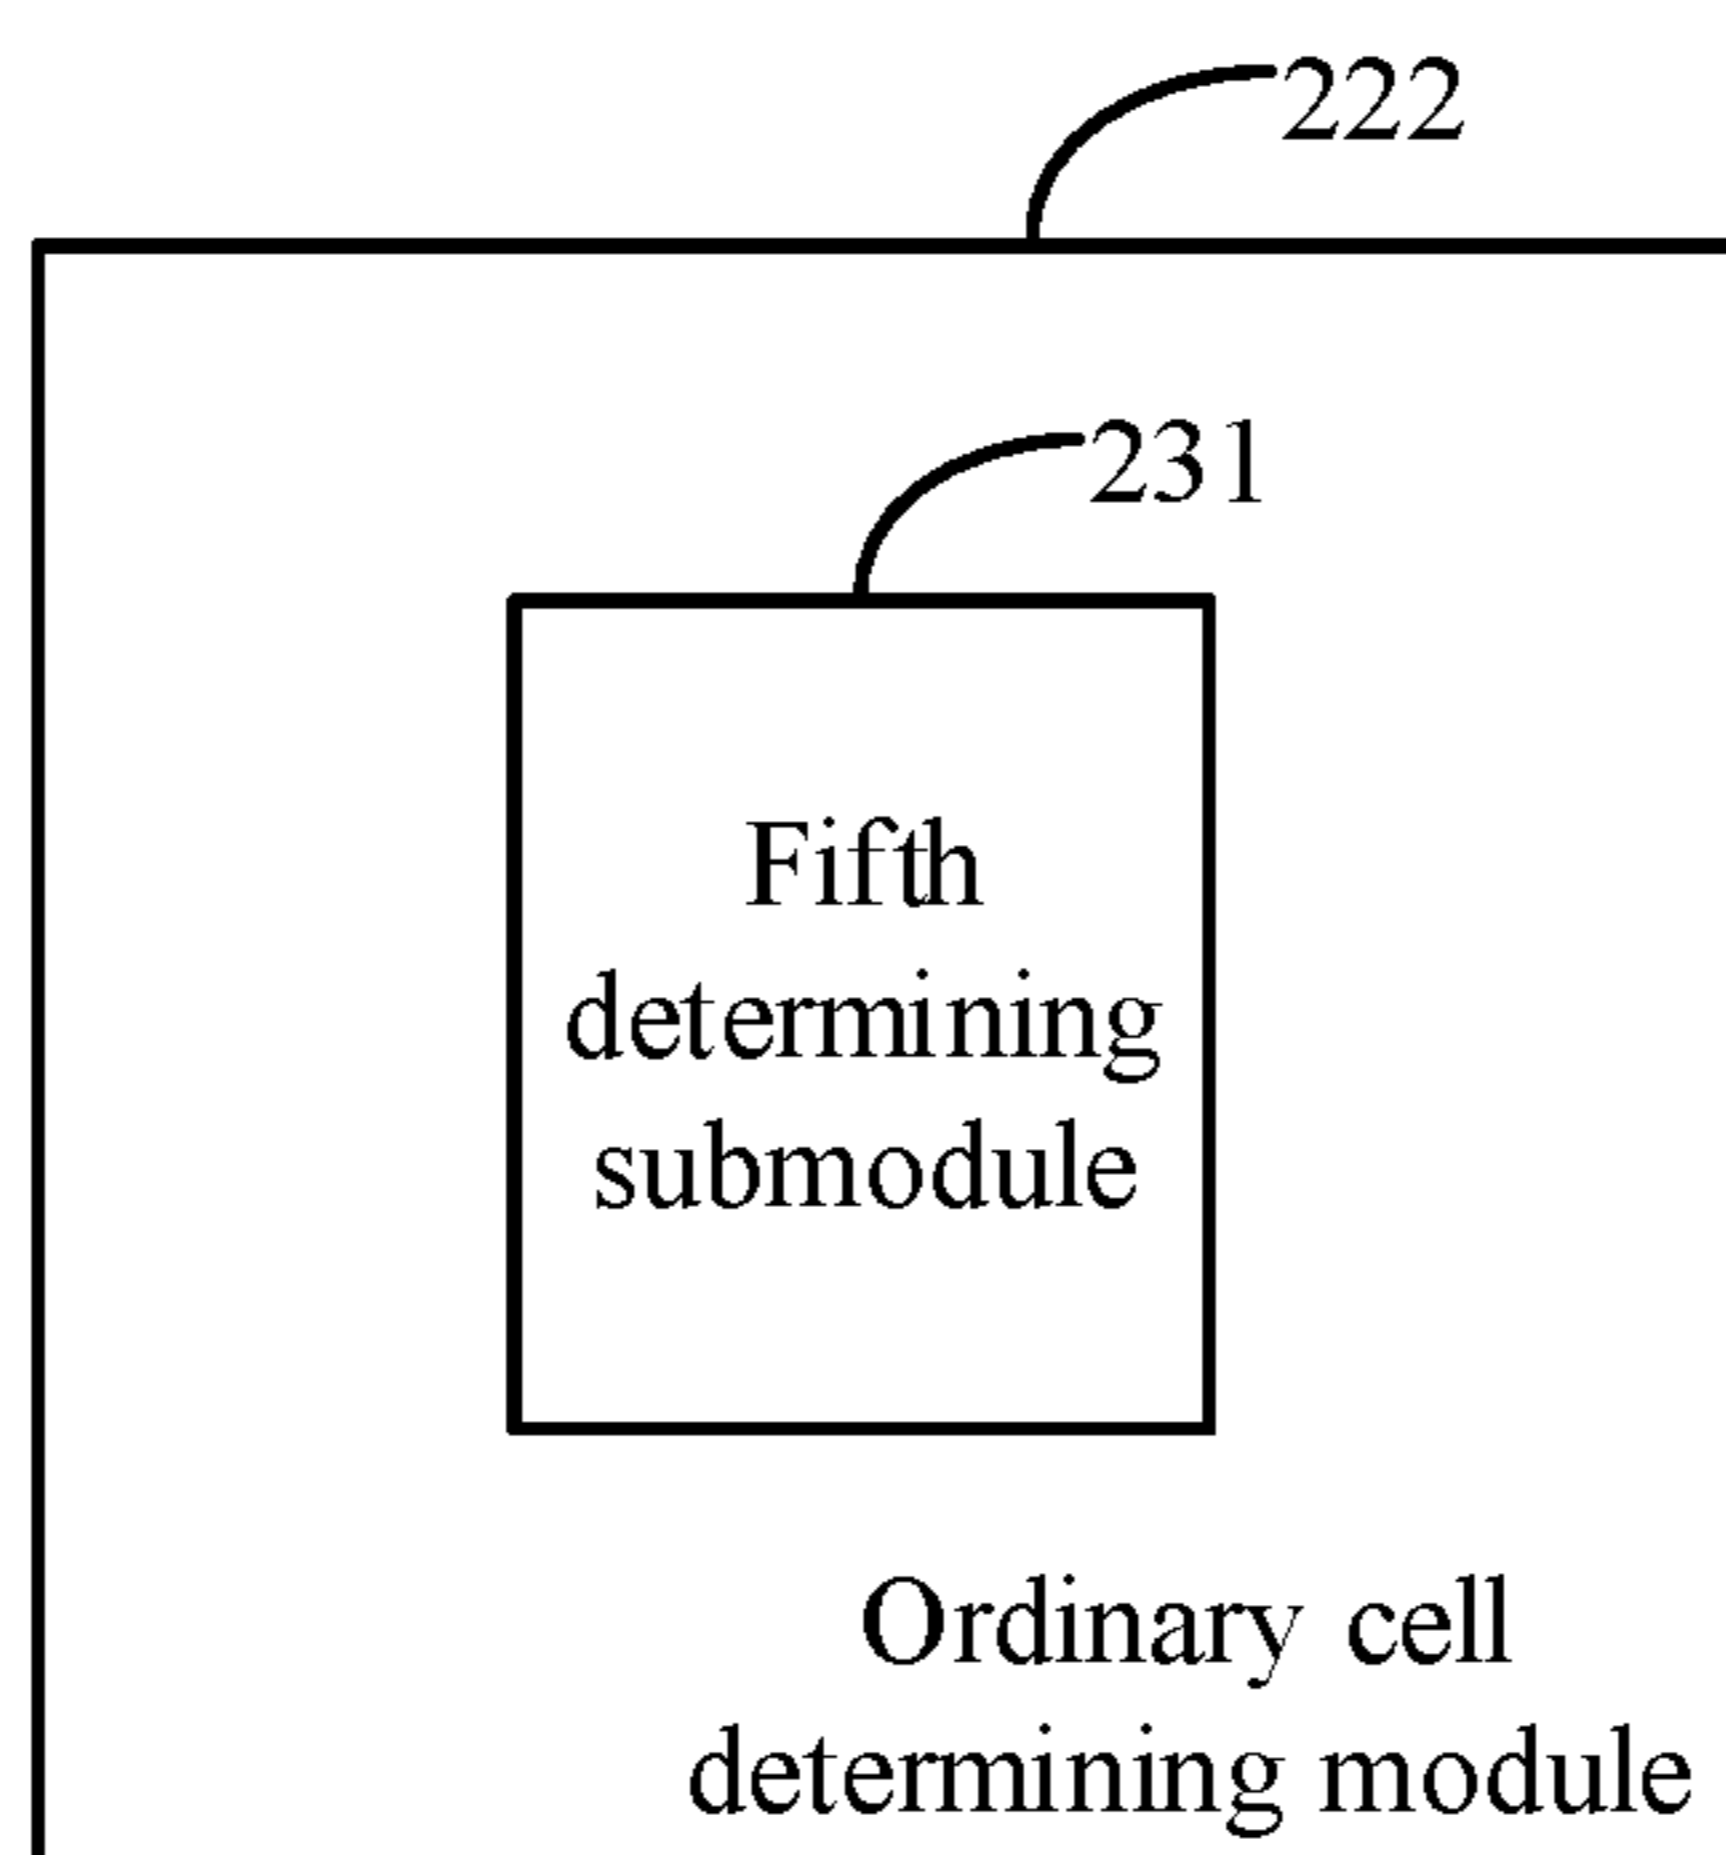 222
231
Fifth
determining
submodule
Ordinary cell
determining module